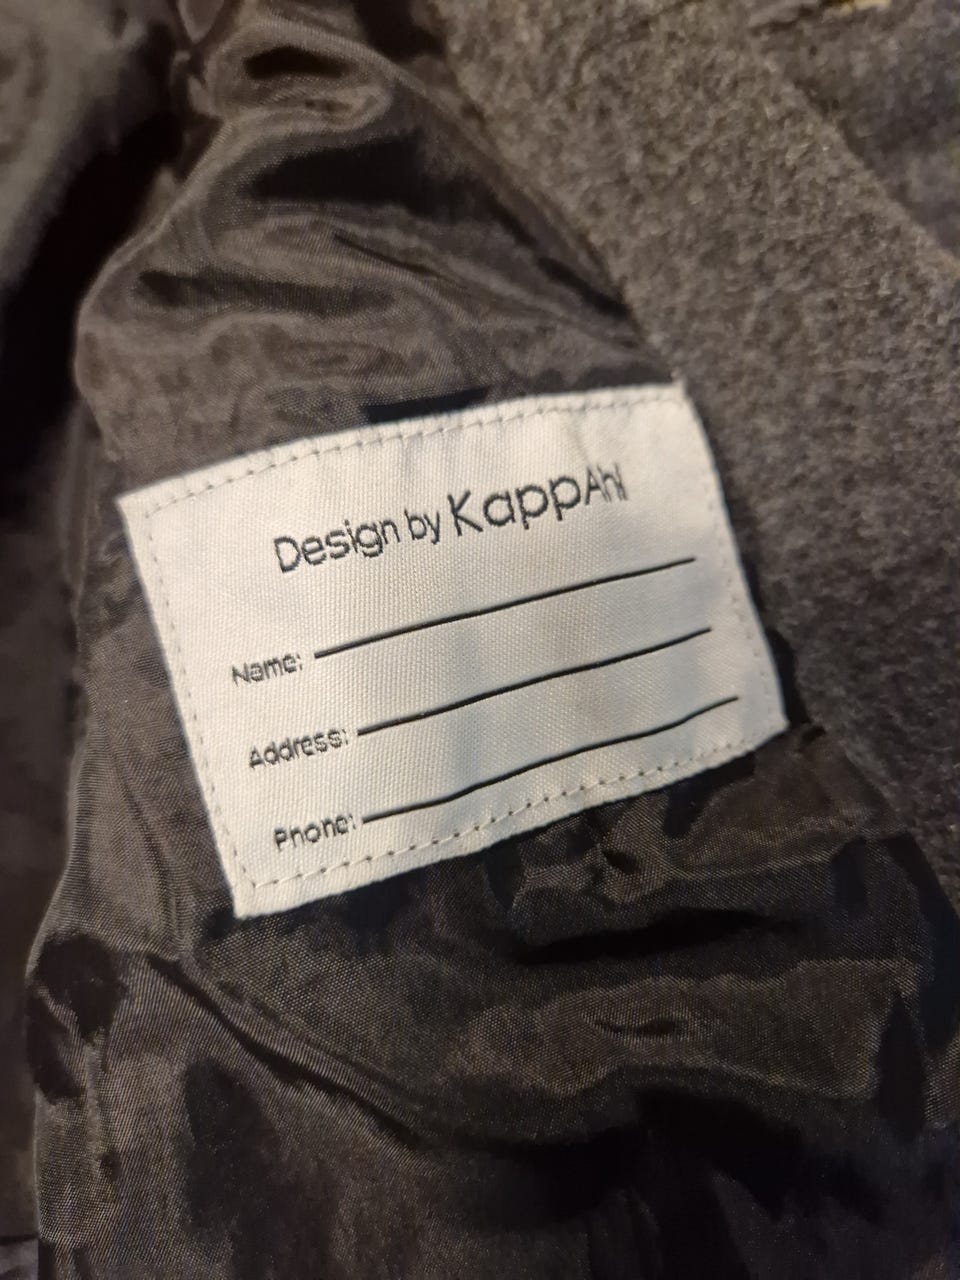 Design by KappAhl
Name:
Address:
Phone: